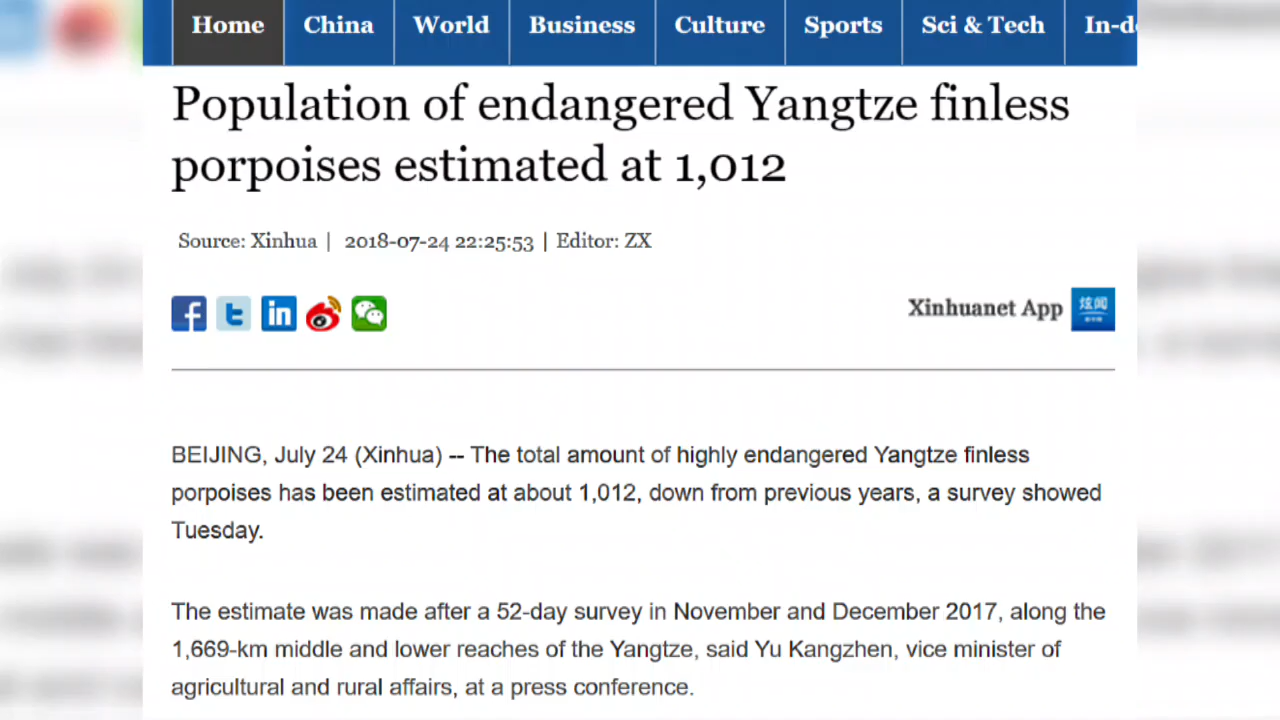 Home China World Business Culture Sports Sci & Tech In-d
Population of endangered Yangtze finless
porpoises estimated at 1,012
Source: Xinhua | 2018-07-24 22:25:53 | Editor: ZX
Xinhuanet App
炫闻
BEIJING, July 24 (Xinhua) -- The total amount of highly endangered Yangtze finless
porpoises has been estimated at about 1,012, down from previous years, a survey showed
Tuesday.
The estimate was made after a 52-day survey in November and December 2017, along the
1,669-km middle and lower reaches of the Yangtze, said Yu Kangzhen, vice minister of
agricultural and rural affairs, at a press conference.